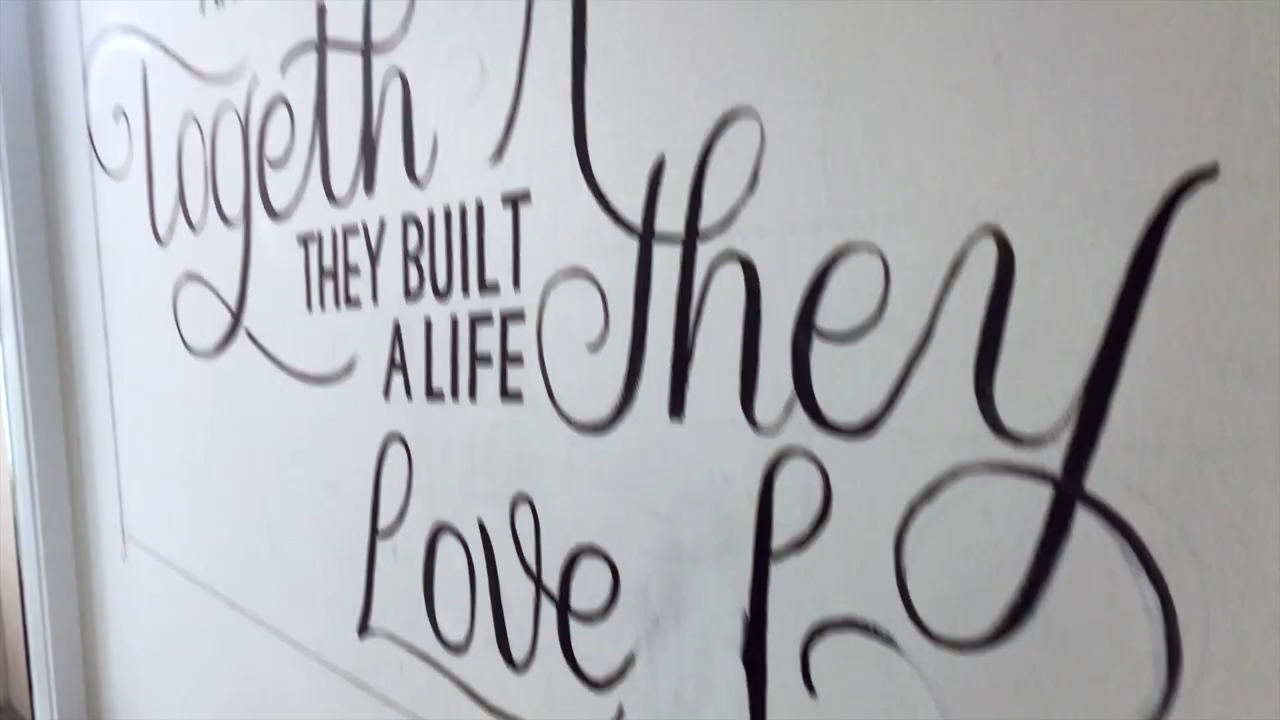 Togeth
THEY BUILT
A LIFE
they
Love